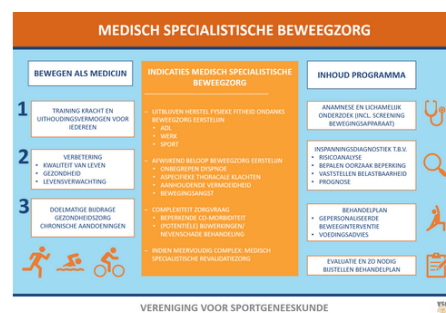 MEDISCH SPECIALISTISCHE BEWEEGZORG
BEWEGEN ALS MEDICIJN
1
TRAINING KRACHT EN
UITHOUDINGSVERMOGEN VOOR
IEDEREEN
2
VERBETERING
• KWALITEIT VAN LEVEN
• GEZONDHEID
• LEVENSVERWACHTING
3
DOELMATIGE BIJDRAGE
GEZONDHEIDSZORG
CHRONISCHE AANDOENINGEN
INDICATIES MEDISCH SPECIALISTISCHE
BEWEEGZORG
– UITBLIJVEN HERSTEL FYSIEKE FITHEID ONDANKS
BEWEEGZORG EERSTELIJN
• ADL
• WERK
• SPORT
– AFWIJKEND BELOOP BEWEEGZORG EERSTELIJN
• ONBEGREPEN DYSPNOE
• ASPECIFIEKE THORACALE KLACHTEN
• AANHOUDENDE VERMOEIDHEID
• BEWEGINGSANGST
– COMPLEXITEIT ZORGVRAAG
• BEPERKENDE CO-MORBIDITEIT
• (POTENTIËLE) BIJWERKINGEN/
NEVENSCHADE BEHANDELING
– INDIEN MEERVOUDIG COMPLEX: MEDISCH
SPECIALISTISCHE REVALIDATIEZORG
INHOUD PROGRAMMA
ANAMNESE EN LICHAMELIJK
ONDERZOEK (INCL. SCREENING
BEWEGINGSAPPARAAT)
INSPANNINGSDIAGNOSTIEK T.B.V.
• RISICOANALYSE
• BEPALEN OORZAAK BEPERKING
• VASTSTELLEN BELASTBAARHEID
• PROGNOSE
BEHANDELPLAN
• GEPERSONALISEERDE
BEWEEGINTERVENTIE
• VOEDINGSADVIES
EVALUATIE EN ZO NODIG
BIJSTELLEN BEHANDELPLAN
VERENIGING VOOR SPORTGENEESKUNDE